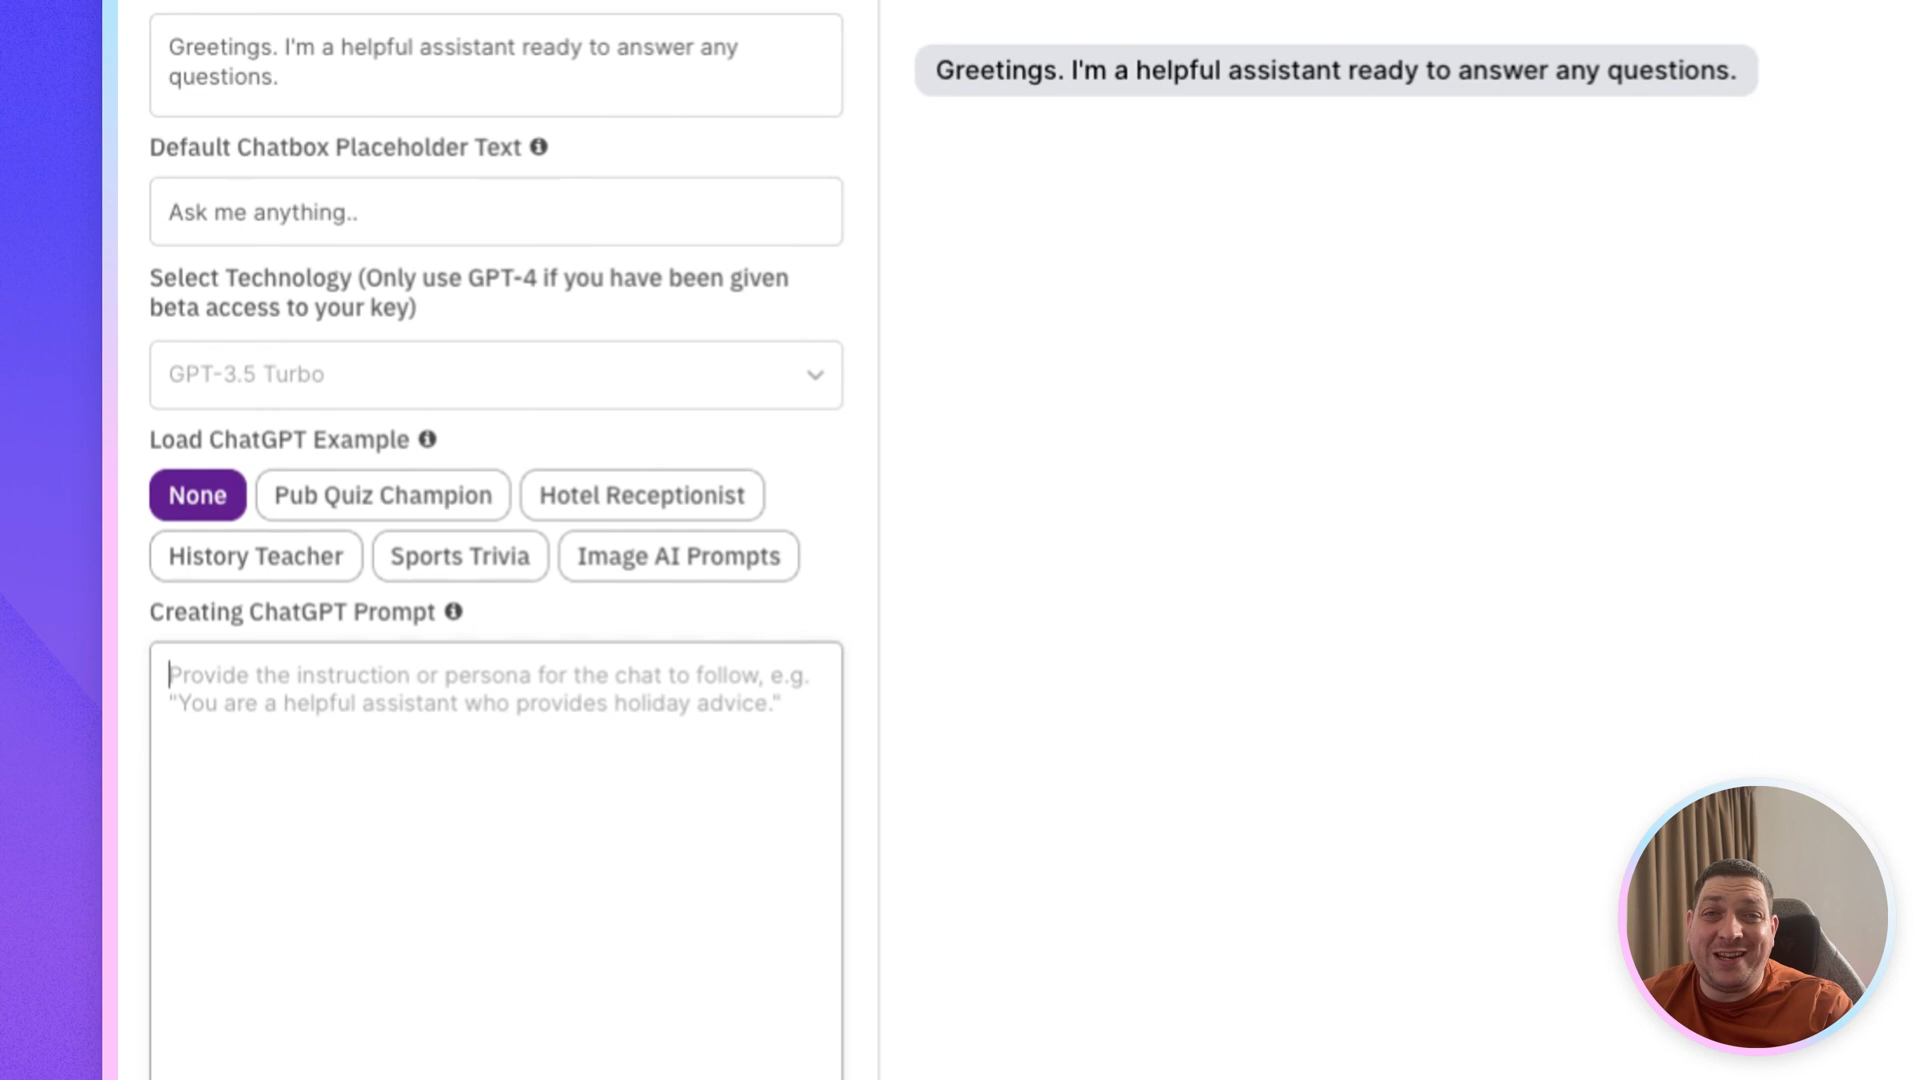 Greetings. I'm a helpful assistant ready to answer any
questions.
Default Chatbox Placeholder Text
Ask me anything..
Select Technology (Only use GPT-4 if you have been given
beta access to your key)
GPT-3.5 Turbo
Load ChatGPT Example
None
Pub Quiz Champion
Hotel Receptionist
History Teacher
Sports Trivia
Image AI Prompts
Creating ChatGPT Prompt
Provide the instruction or persona for the chat to follow, e.g.
"You are a helpful assistant who provides holiday advice."
Greetings. I'm a helpful assistant ready to answer any questions.